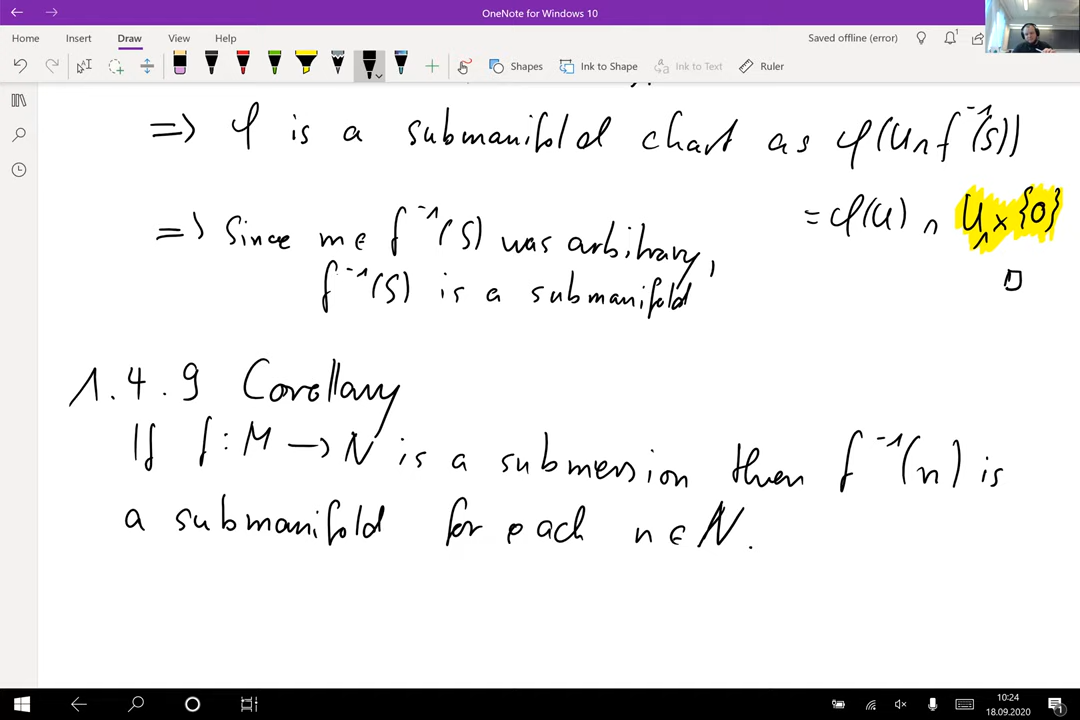 OneNote for Windows 10
Home Insert Draw View Help Saved offline (error)
Shapes Ink to Shape Ink to Text Ruler
=> φ is a submanifold chart as φ(U∩f⁻¹(S))
= φ(U) ∩ U₁ × {0}
=> Since m ∈ f⁻¹(S) was arbitrary,
f⁻¹(S) is a submanifold
□
1.4.9 Corollary
If f: M → N is a submersion then f⁻¹(n) is
a submanifold for each n ∈ N.
10:24
18.09.2020